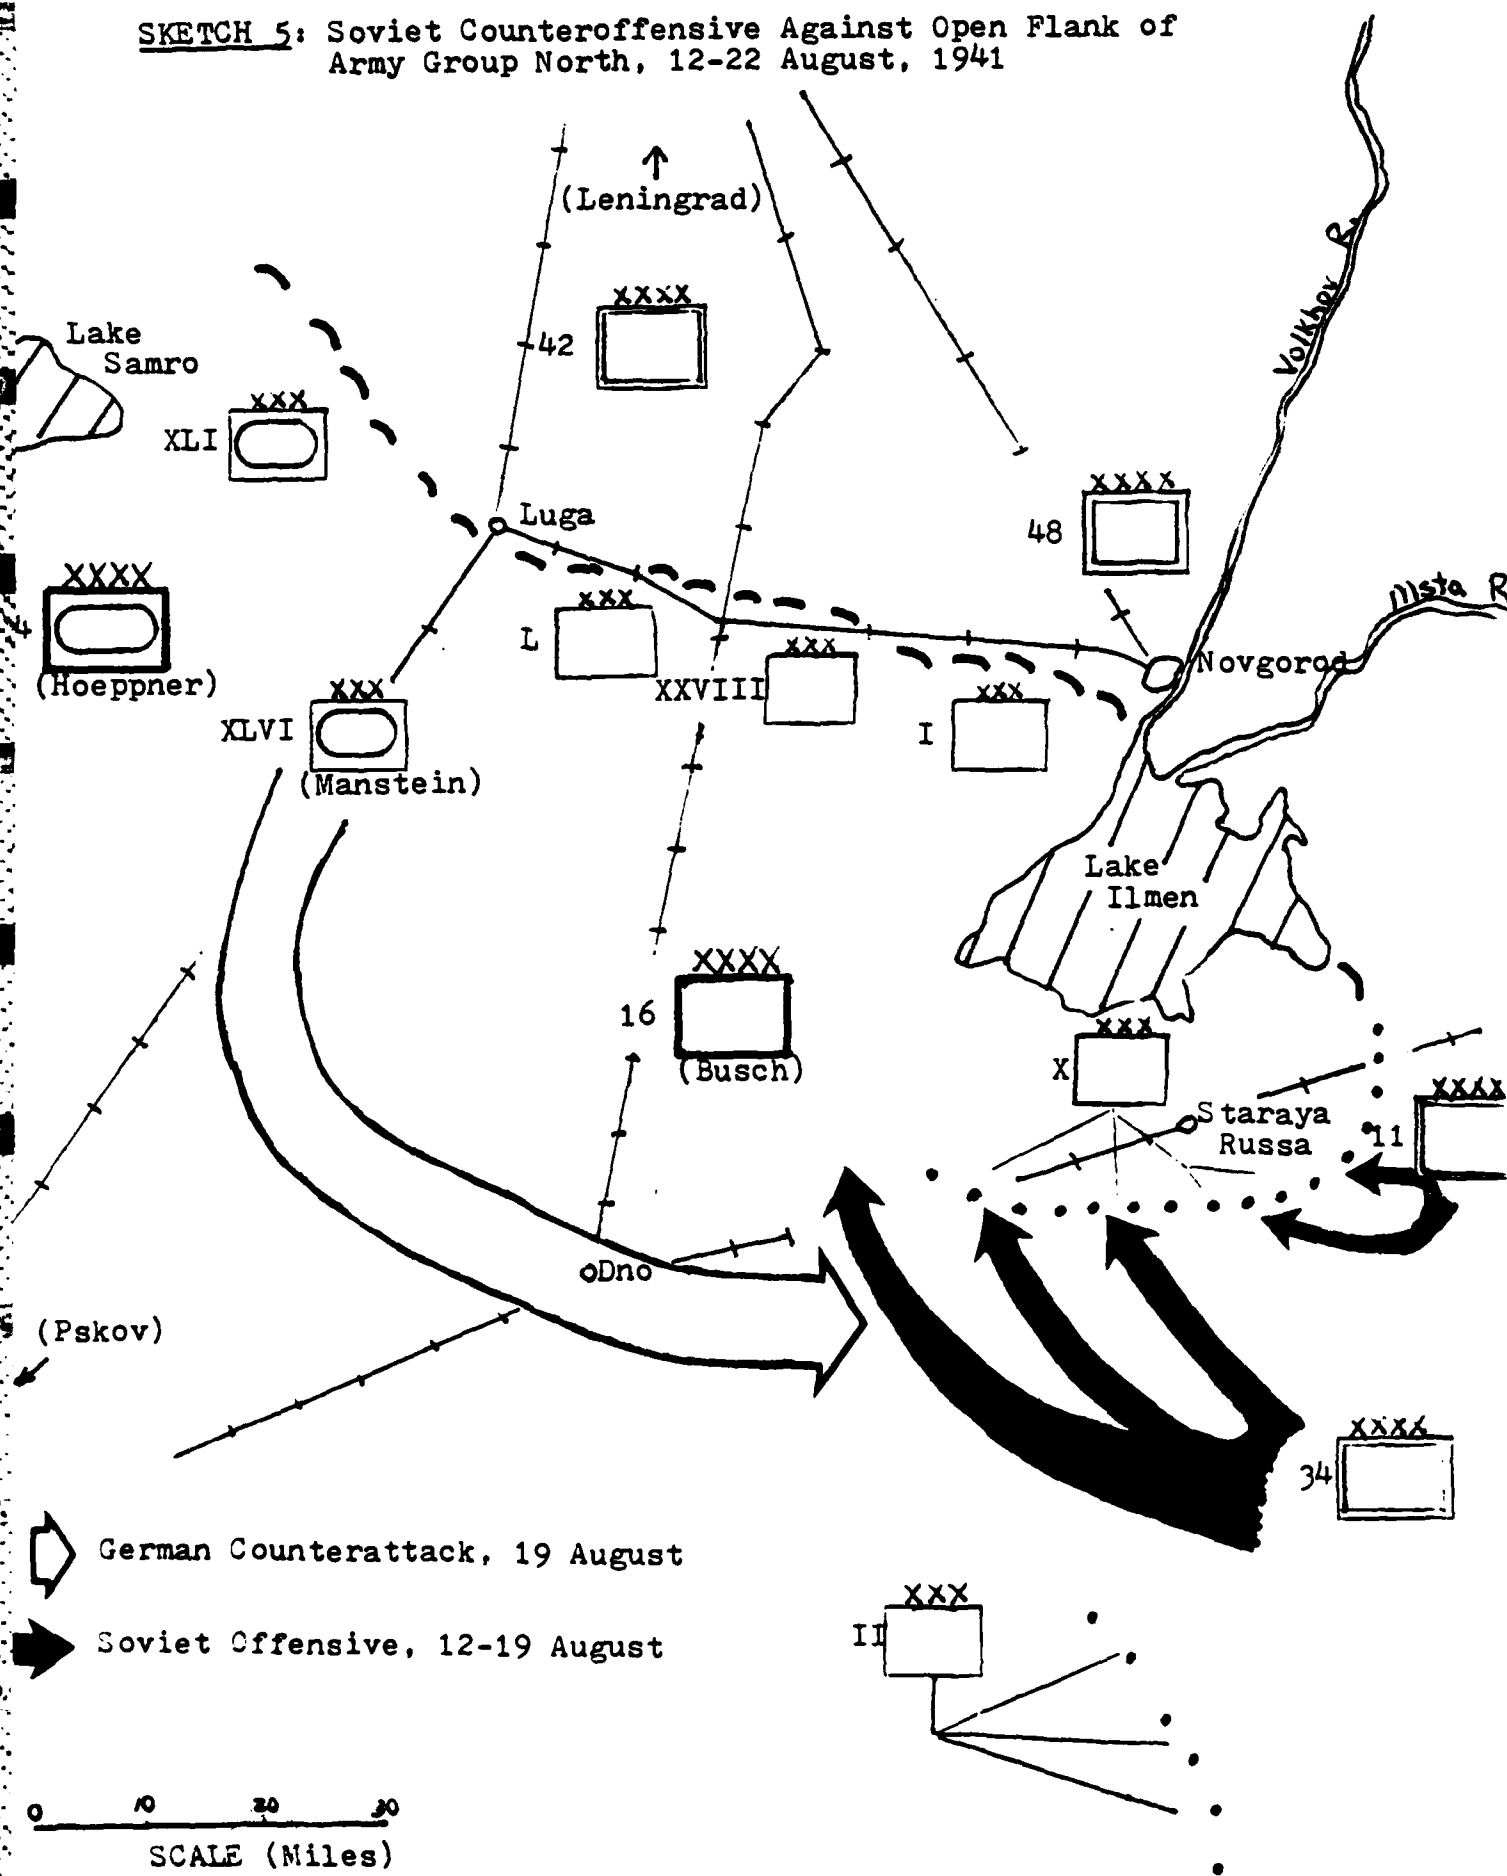 SKETCH 5: Soviet Counteroffensive Against Open Flank of
Army Group North, 12-22 August, 1941
(Leningrad)
Volkhov R.
XXXX
42
Lake
Samro
XXX
XLI
XXXX
48
Luga
XXXX
4
(Hoeppner)
Msta R
XXX
L
XXX
XXVIII
Novgorod
XXX
I
XXX
XLVI
(Manstein)
Lake
Ilmen
XXXX
16
(Busch)
XXX
X
Staraya
Russa
XXXX
11
Dno
(Pskov)
XXXX
34
German Counterattack, 19 August
Soviet Offensive, 12-19 August
XXX
II
0 10 20 30
SCALE (Miles)